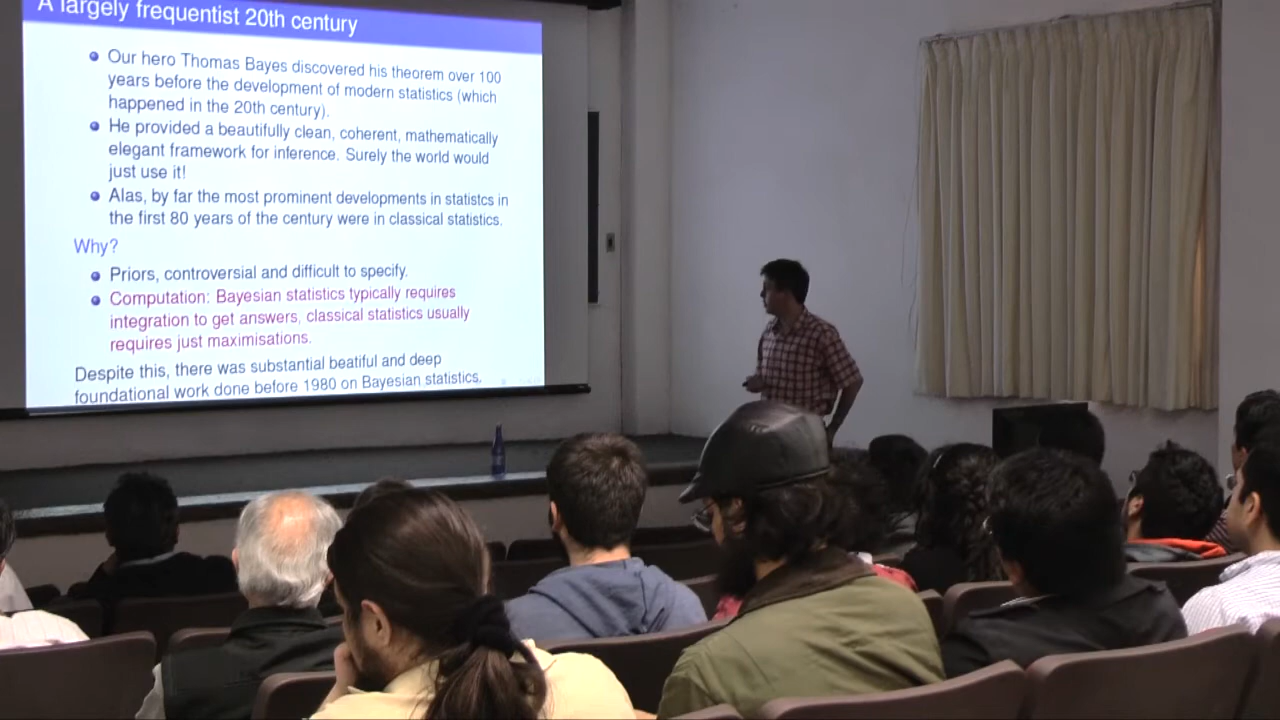 A largely frequentist 20th century
Our hero Thomas Bayes discovered his theorem over 100
years before the development of modern statistics (which
happened in the 20th century).
He provided a beautifully clean, coherent, mathematically
elegant framework for inference. Surely the world would
just use it!
Alas, by far the most prominent developments in statistcs in
the first 80 years of the century were in classical statistics.
Why?
Priors, controversial and difficult to specify.
Computation: Bayesian statistics typically requires
integration to get answers, classical statistics usually
requires just maximisations.
Despite this, there was substantial beatiful and deep
foundational work done before 1980 on Bayesian statistics.